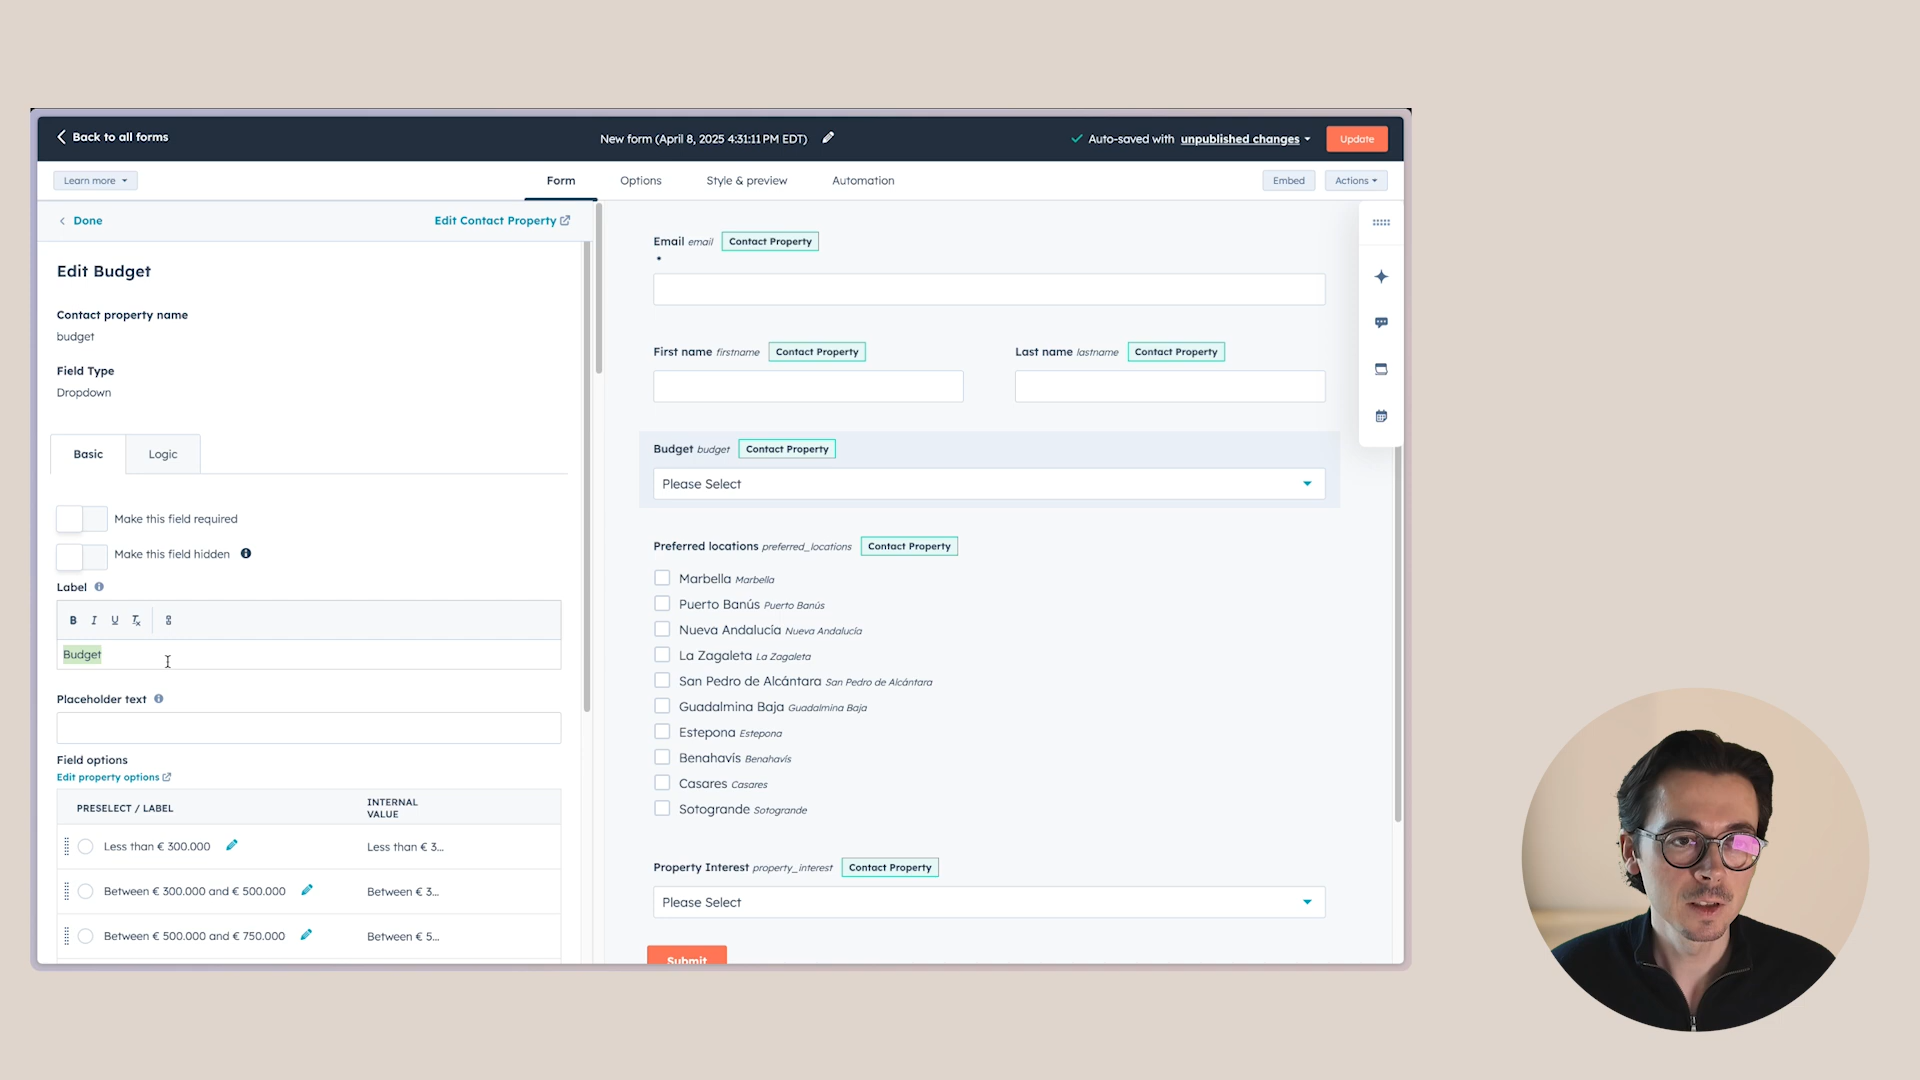 Back to all forms
New form (April 8, 2025 4:31:11 PM EDT)
Auto-saved with unpublished changes
Update
Learn more
Form
Options
Style & preview
Automation
Embed
Actions
Done
Edit Contact Property
Edit Budget
Contact property name
budget
Field Type
Dropdown
Basic
Logic
Make this field required
Make this field hidden
Label
B I U Tx
Budget
Placeholder text
Field options
Edit property options
PRESELECT / LABEL
INTERNAL
VALUE
Less than € 300.000
Less than € 3...
Between € 300.000 and € 500.000
Between € 3...
Between € 500.000 and € 750.000
Between € 5...
Email email Contact Property
First name firstname Contact Property
Last name lastname Contact Property
Budget budget Contact Property
Please Select
Preferred locations preferred_locations Contact Property
Marbella Marbella
Puerto Banús Puerto Banús
Nueva Andalucía Nueva Andalucía
La Zagaleta La Zagaleta
San Pedro de Alcántara San Pedro de Alcántara
Guadalmina Baja Guadalmina Baja
Estepona Estepona
Benahavís Benahavís
Casares Casares
Sotogrande Sotogrande
Property Interest property_interest Contact Property
Please Select
Submit